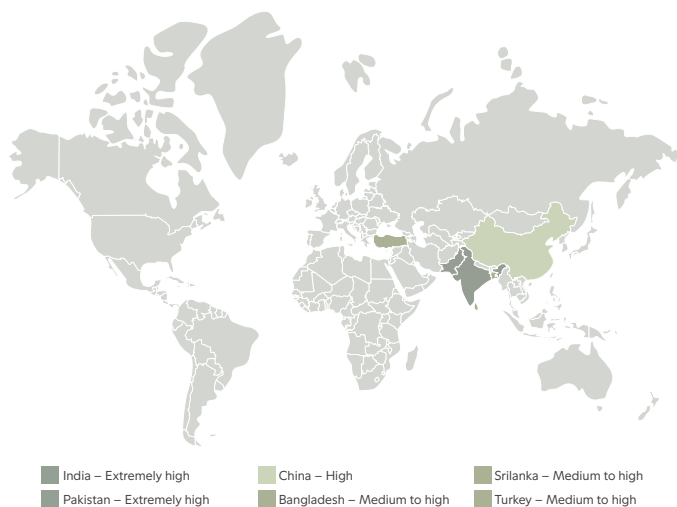 India – Extremely high
China – High
Srilanka – Medium to high
Pakistan – Extremely high
Bangladesh – Medium to high
Turkey – Medium to high